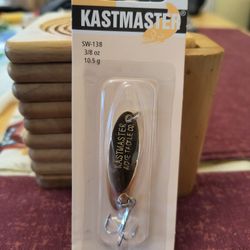 KASTMASTER
SW-138
3/8 oz
10.5 g
KASTMASTER
ACME TACKLE CO.